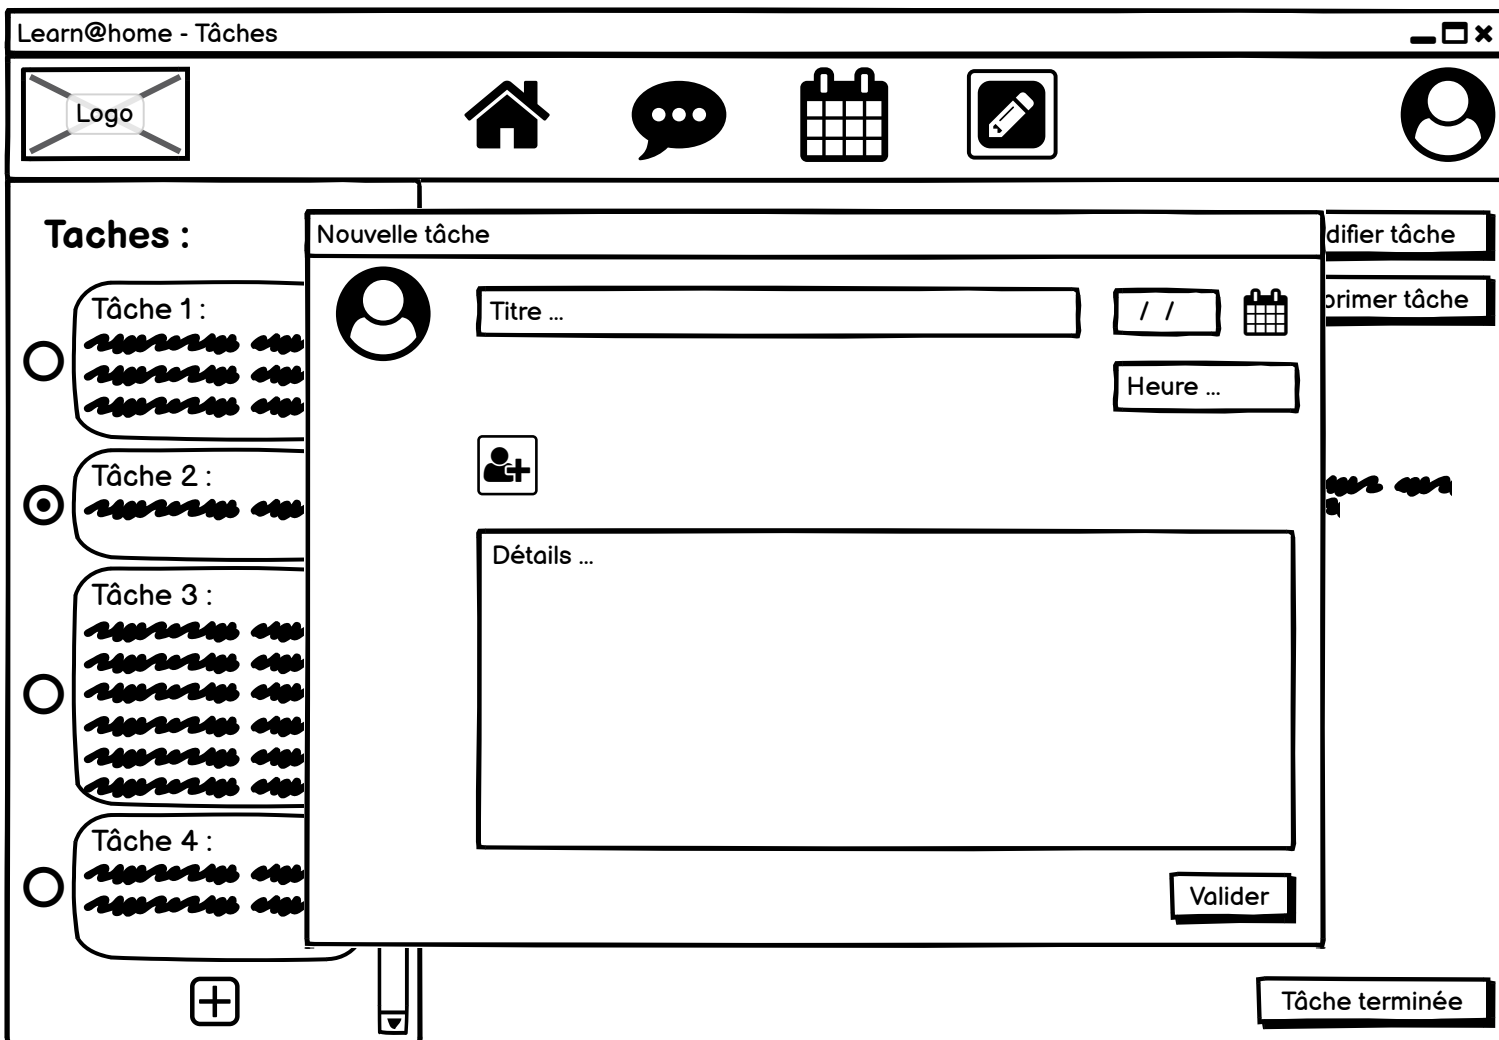 Learn@home - Tâches
Logo
Taches :
Tâche 1 :
Tâche 2 :
Tâche 3 :
Tâche 4 :
Nouvelle tâche
Titre ...
/ /
Heure ...
Détails ...
Valider
difier tâche
primer tâche
Tâche terminée